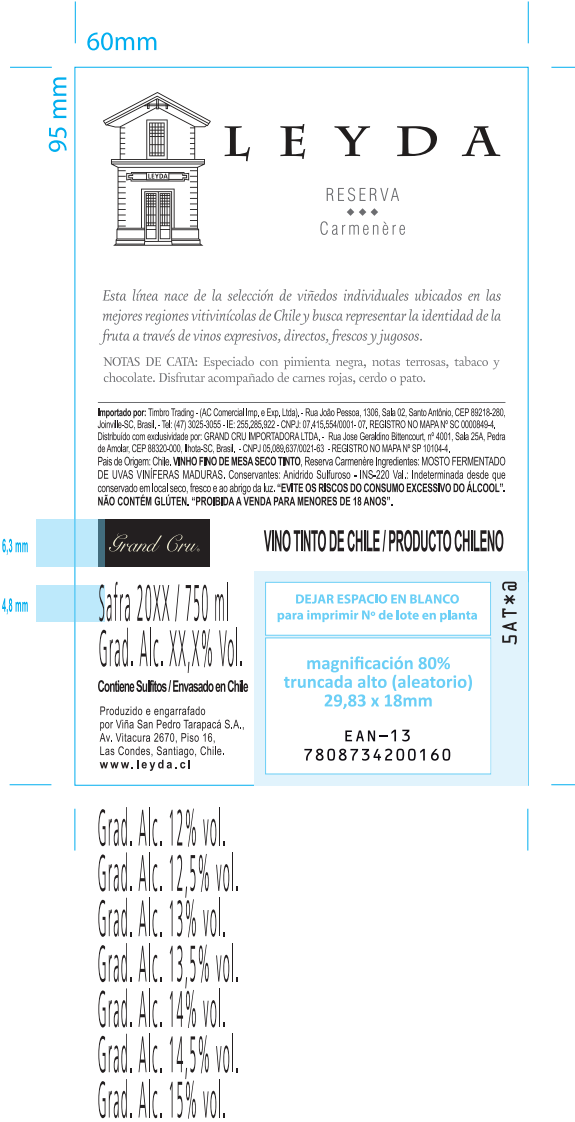 60mm
95 mm
LEYDA
LEYDA
RESERVA
Carmenère
Esta línea nace de la selección de viñedos individuales ubicados en las
mejores regiones vitivinícolas de Chile y busca representar la identidad de la
fruta a través de vinos expresivos, directos, frescos y jugosos.
NOTAS DE CATA: Especiado con pimienta negra, notas terrosas, tabaco y
chocolate. Disfrutar acompañado de carnes rojas, cerdo o pato.
Importado por: Timbro Trading - (AC Comercial Imp, e Exp, Ltda), - Rua João Pessoa, 1306, Sala 02, Santo Antônio, CEP 89218-280,
Joinville-SC, Brasil, - Tel: (47) 3025-3055 - IE: 255,285,922 - CNPJ: 07,415,554/0001- 07, REGISTRO NO MAPA Nº SC 0000849-4,
Distribuído com exclusividade por: GRAND CRU IMPORTADORA LTDA, - Rua Jose Geraldino Bittencourt, nº 4001, Sala 25A, Pedra
de Amolar, CEP 88320-000, Ilhota-SC, Brasil, - CNPJ 05,089,637/0021-63 - REGISTRO NO MAPA Nº SP 10104-4,
Pais de Origem: Chile, VINHO FINO DE MESA SECO TINTO, Reserva Carmenère Ingredientes: MOSTO FERMENTADO
DE UVAS VINÍFERAS MADURAS. Conservantes: Anidrido Sulfuroso - INS-220 Val.: Indeterminada desde que
conservado em local seco, fresco e ao abrigo da luz. “EVITE OS RISCOS DO CONSUMO EXCESSIVO DO ÁLCOOL”.
NÃO CONTÉM GLÚTEN, “PROIBIDA A VENDA PARA MENORES DE 18 ANOS”.
6,3 mm
Grand Cru®
VINO TINTO DE CHILE / PRODUCTO CHILENO
4,8 mm
Safra 20XX / 750 ml
Grad. Alc. XX,X% Vol.
Contiene Sulfitos / Envasado en Chile
Produzido e engarrafado
por Viña San Pedro Tarapacá S,A,,
Av. Vitacura 2670, Piso 16,
Las Condes, Santiago, Chile.
www.leyda.cl
DEJAR ESPACIO EN BLANCO
para imprimir Nº de lote en planta
5AT*@
magnificación 80%
truncada alto (aleatorio)
29,83 x 18mm
EAN-13
7808734200160
Grad. Alc. 12% vol.
Grad. Alc. 12,5% vol.
Grad. Alc. 13% vol.
Grad. Alc. 13,5% vol.
Grad. Alc. 14% vol.
Grad. Alc. 14,5% vol.
Grad. Alc. 15% vol.